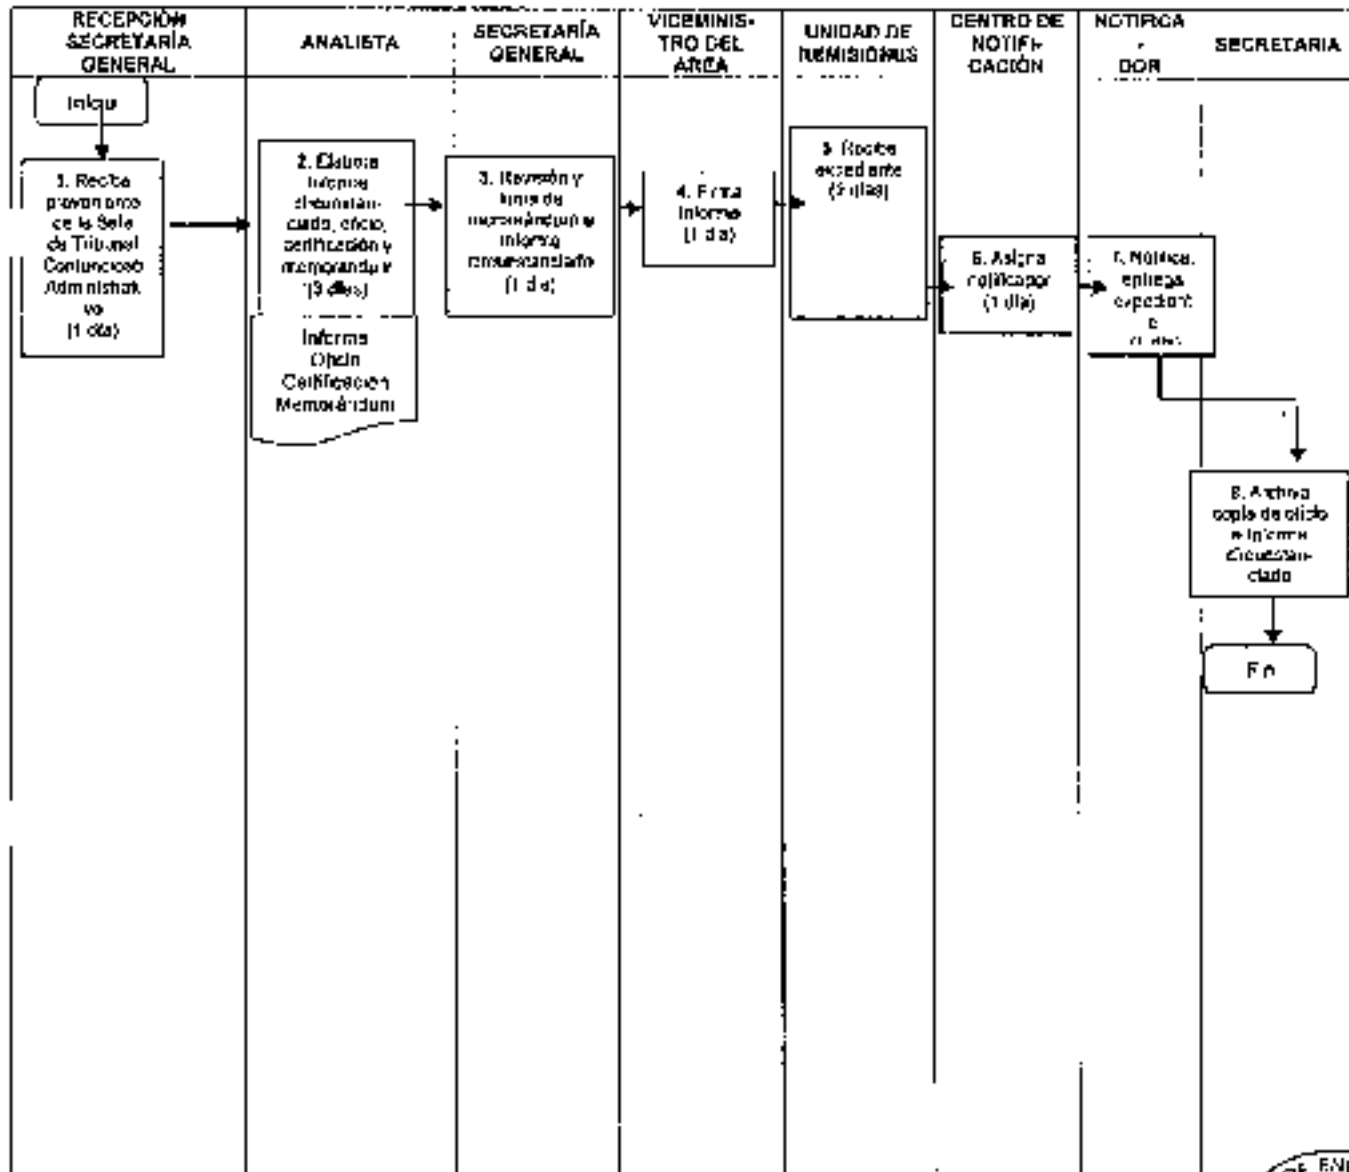 RECEPCIÓN
SECRETARÍA
GENERAL
ANALISTA
SECRETARÍA
GENERAL
VICEMINIS-
TRO DEL
AREA
UNIDAD DE
REMISIONES
CENTRO DE
NOTIFI-
CACIÓN
NOTIFICA
-
DOR
SECRETARIA
Inicio
1. Recibe
proveniente
de la Sala
de Tribunal
Contencioso
Administrati
vo
(1 día)
2. Elabora
Informe
circunstan-
ciado, oficio,
certificación y
memorandum
(3 días)
Informe
Oficio
Certificación
Memorándum
3. Revisión y
firma de
memorándum e
informe
circunstanciado
(1 día)
4. Firma
Informe
(1 día)
5. Recibe
expediente
(2 días)
6. Asigna
notificador
(1 día)
7. Notifica,
entrega
expedient
e
8. Archiva
copia de oficio
e informe
circunstan-
ciado
Fin